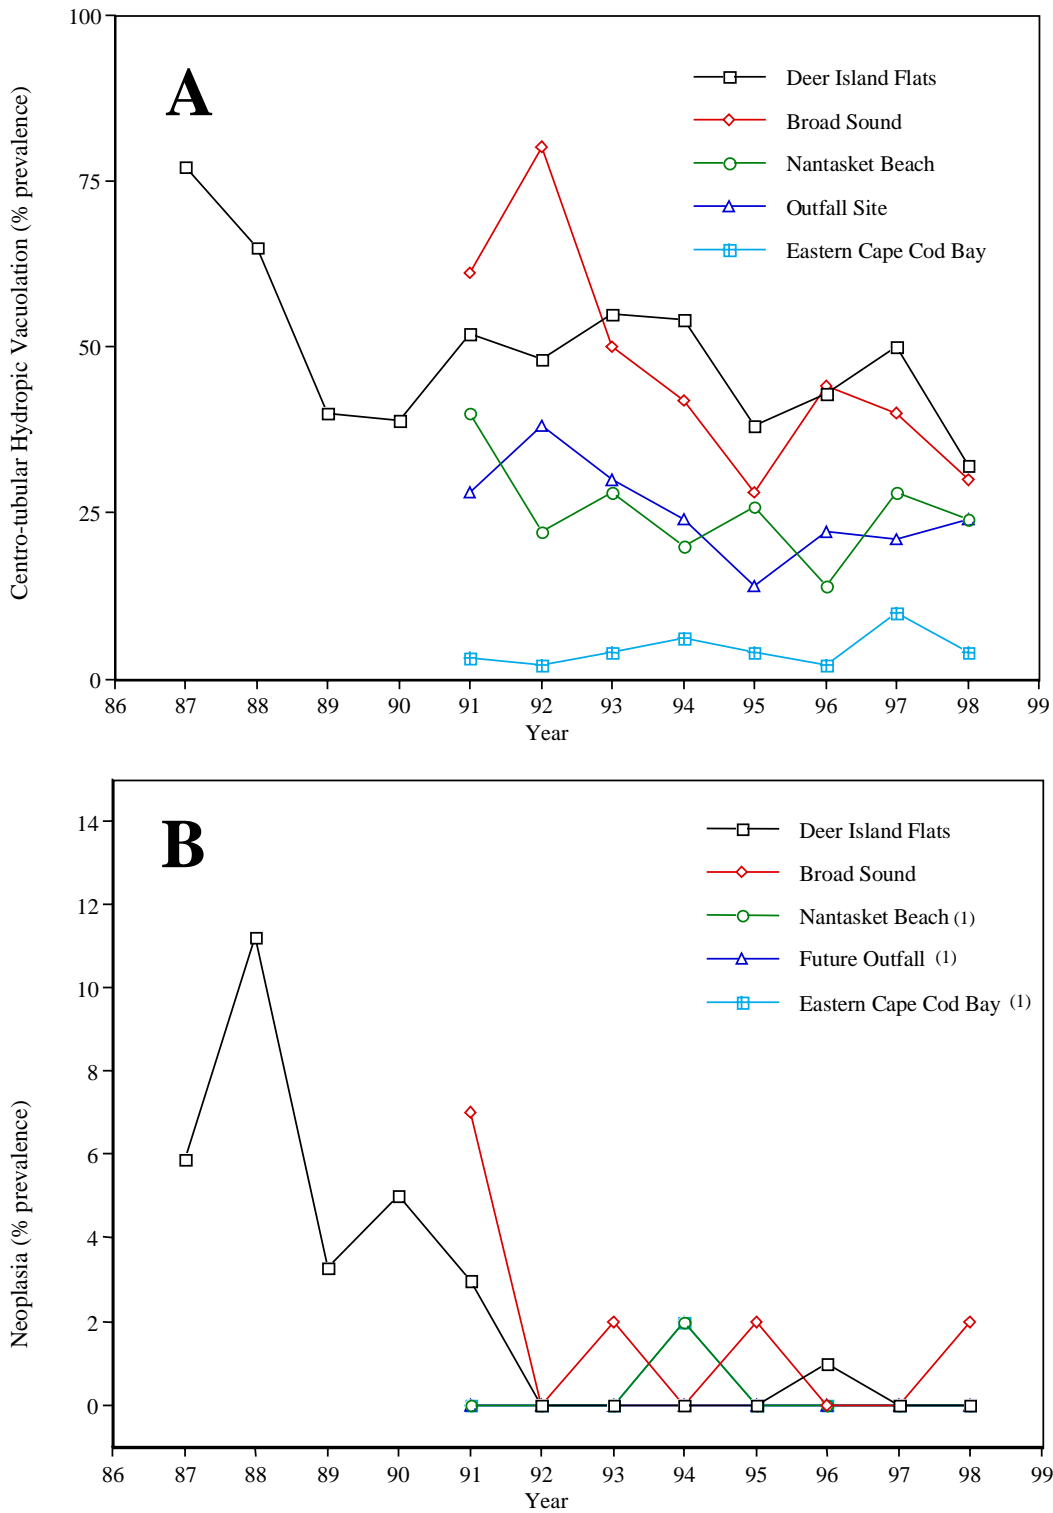 100
A
Deer Island Flats
Broad Sound
Nantasket Beach
Outfall Site
Eastern Cape Cod Bay
75
50
25
0
Centro-tubular Hydropic Vacuolation (% prevalence)
86 87 88 89 90 91 92 93 94 95 96 97 98 99
Year
B
14
12
10
8
6
4
2
0
Deer Island Flats
Broad Sound
Nantasket Beach (1)
Future Outfall (1)
Eastern Cape Cod Bay (1)
Neoplasia (% prevalence)
86 87 88 89 90 91 92 93 94 95 96 97 98 99
Year